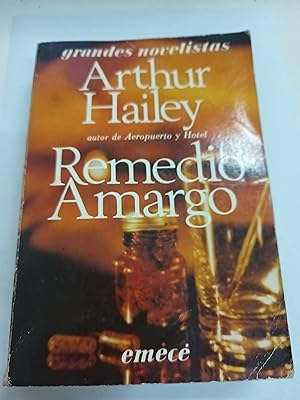 grandes novelistas
Arthur
Hailey
autor de Aeropuerto y Hotel
Remedio
Amargo
emecé